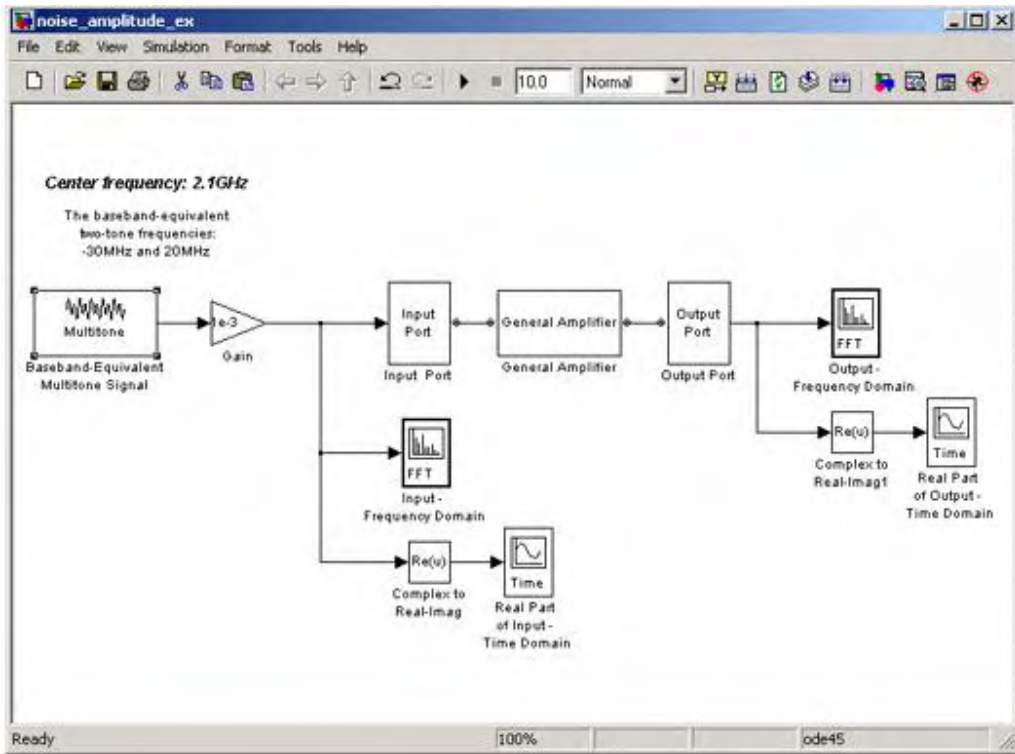 noise_amplitude_ex
File Edit View Simulation Format Tools Help
10.0 Normal
Center frequency: 2.1GHz
The baseband-equivalent
two-tone frequencies:
-30MHz and 20MHz
Multitone
Baseband-Equivalent
Multitone Signal
1e-3
Gain
Input
Port
Input Port
General Amplifier
General Amplifier
Output
Port
Output Port
FFT
Output -
Frequency Domain
Re(u)
Complex to
Real-Imag1
Time
Real Part
of Output -
Time Domain
FFT
Input -
Frequency Domain
Re(u)
Complex to
Real-Imag
Time
Real Part
of Input -
Time Domain
Ready 100% ode45